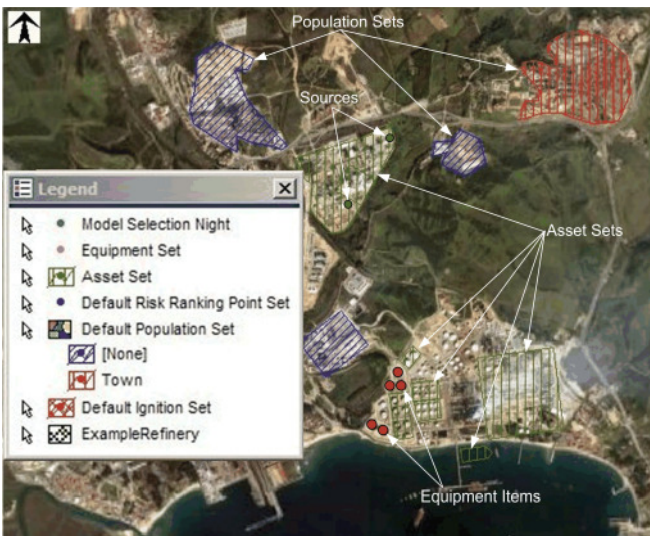 Population Sets
Sources
Legend
Model Selection Night
Equipment Set
Asset Set
Default Risk Ranking Point Set
Default Population Set
[None]
Town
Default Ignition Set
ExampleRefinery
Asset Sets
Equipment Items